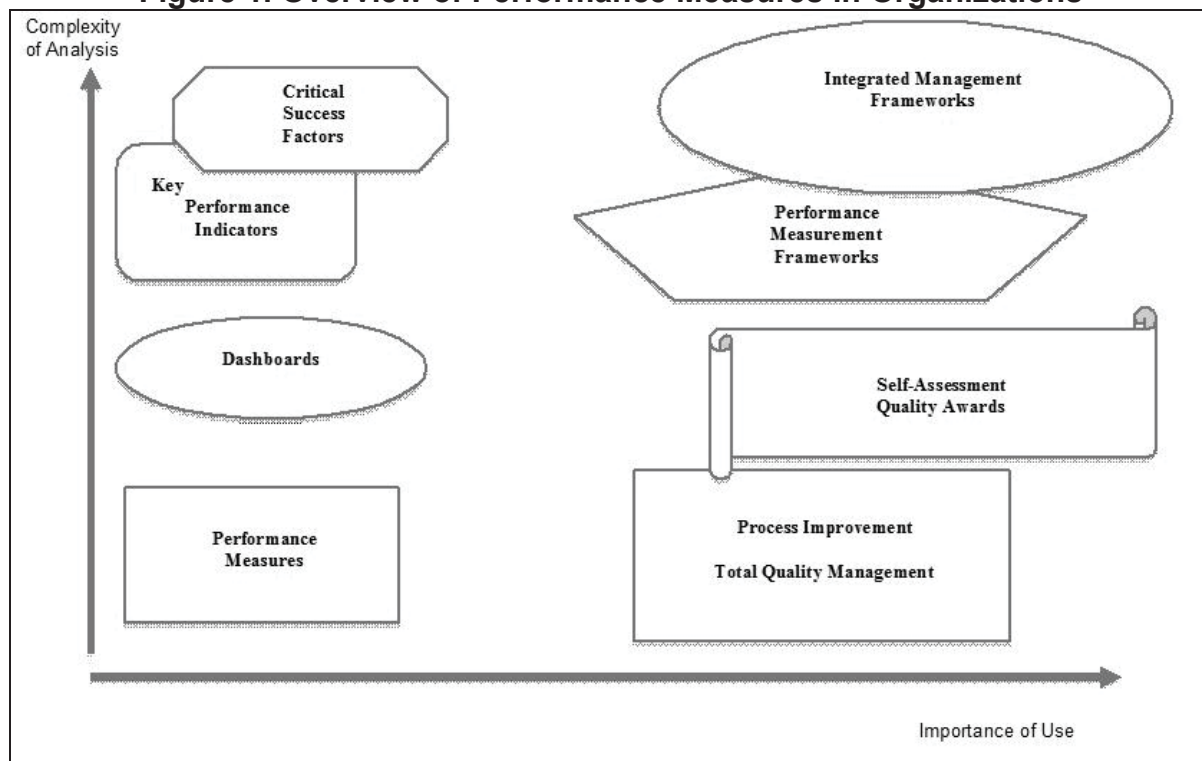 Figure 1. Overview of Performance Measures in Organizations
Complexity
of Analysis
Critical
Success
Factors
Integrated Management
Frameworks
Key
Performance
Indicators
Performance
Measurement
Frameworks
Dashboards
Self-Assessment
Quality Awards
Performance
Measures
Process Improvement
Total Quality Management
Importance of Use